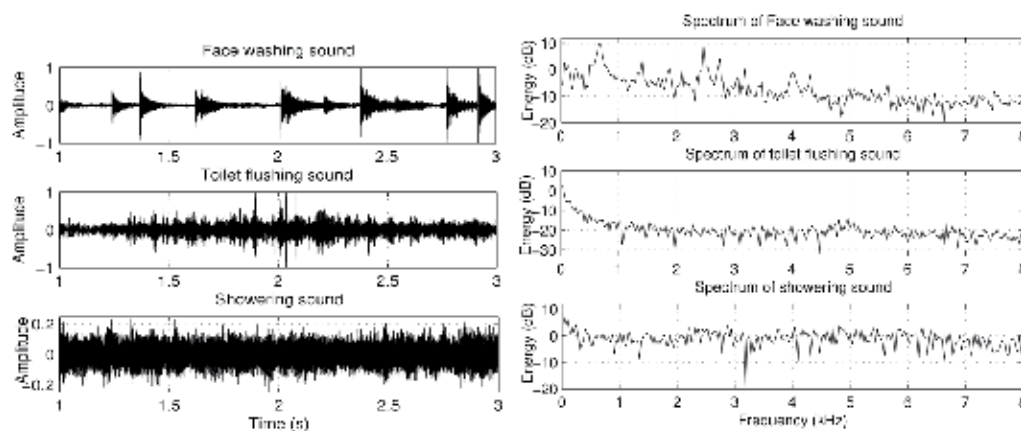 Face washing sound
Amplitude
1
0
−1
1 1.5 2 2.5 3
Toilet flushing sound
Amplitude
1
0
−1
1 1.5 2 2.5 3
Showering sound
Amplitude
0.2
0
−0.2
1 1.5 2 2.5 3
Time (s)
Spectrum of Face washing sound
Energy (dB)
10
0
−10
−20
0 1 2 3 4 5 6 7 8
Spectrum of toilet flushing sound
Energy (dB)
10
0
−10
−20
−30
0 1 2 3 4 5 6 7 8
Spectrum of showering sound
Energy (dB)
10
0
−10
−20
0 1 2 3 4 5 6 7 8
Frequency (kHz)